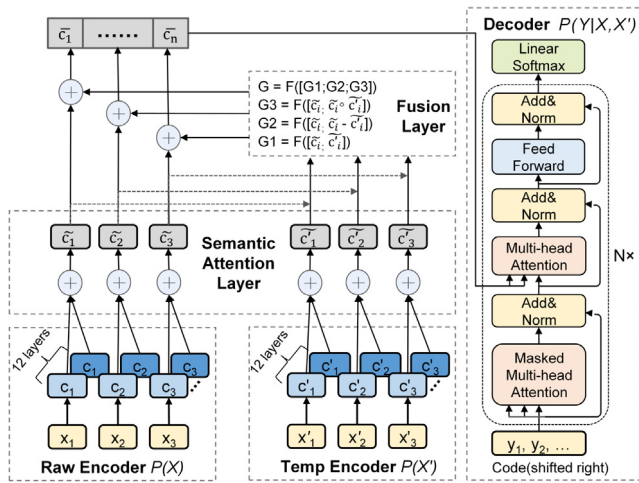 c̄₁ ...... c̄ₙ
G = F([G1;G2;G3])
G3 = F([c̃ᵢ; c̃ᵢ ∘ c̃'ᵢ])
G2 = F([c̃ᵢ; c̃ᵢ - c̃'ᵢ])
G1 = F([c̃ᵢ; c̃'ᵢ])
Fusion
Layer
c̃₁ c̃₂ c̃₃
Semantic
Attention
Layer
c̃'₁ c̃'₂ c̃'₃
12 layers
c₁ c₂ c₃
c₁ c₂ c₃
x₁ x₂ x₃
Raw Encoder P(X)
12 layers
c'₁ c'₂ c'₃
c'₁ c'₂ c'₃
x'₁ x'₂ x'₃
Temp Encoder P(X')
Decoder P(Y|X,X')
Linear
Softmax
Add&
Norm
Feed
Forward
Add&
Norm
Multi-head
Attention
N×
Add&
Norm
Masked
Multi-head
Attention
y₁, y₂, ...
Code(shifted right)